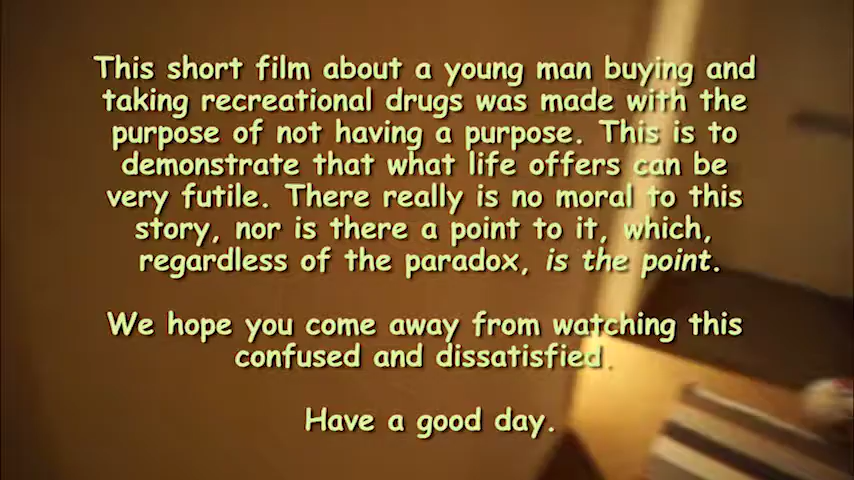 This short film about a young man buying and
taking recreational drugs was made with the
purpose of not having a purpose. This is to
demonstrate that what life offers can be
very futile. There really is no moral to this
story, nor is there a point to it, which,
regardless of the paradox, is the point.
We hope you come away from watching this
confused and dissatisfied.
Have a good day.